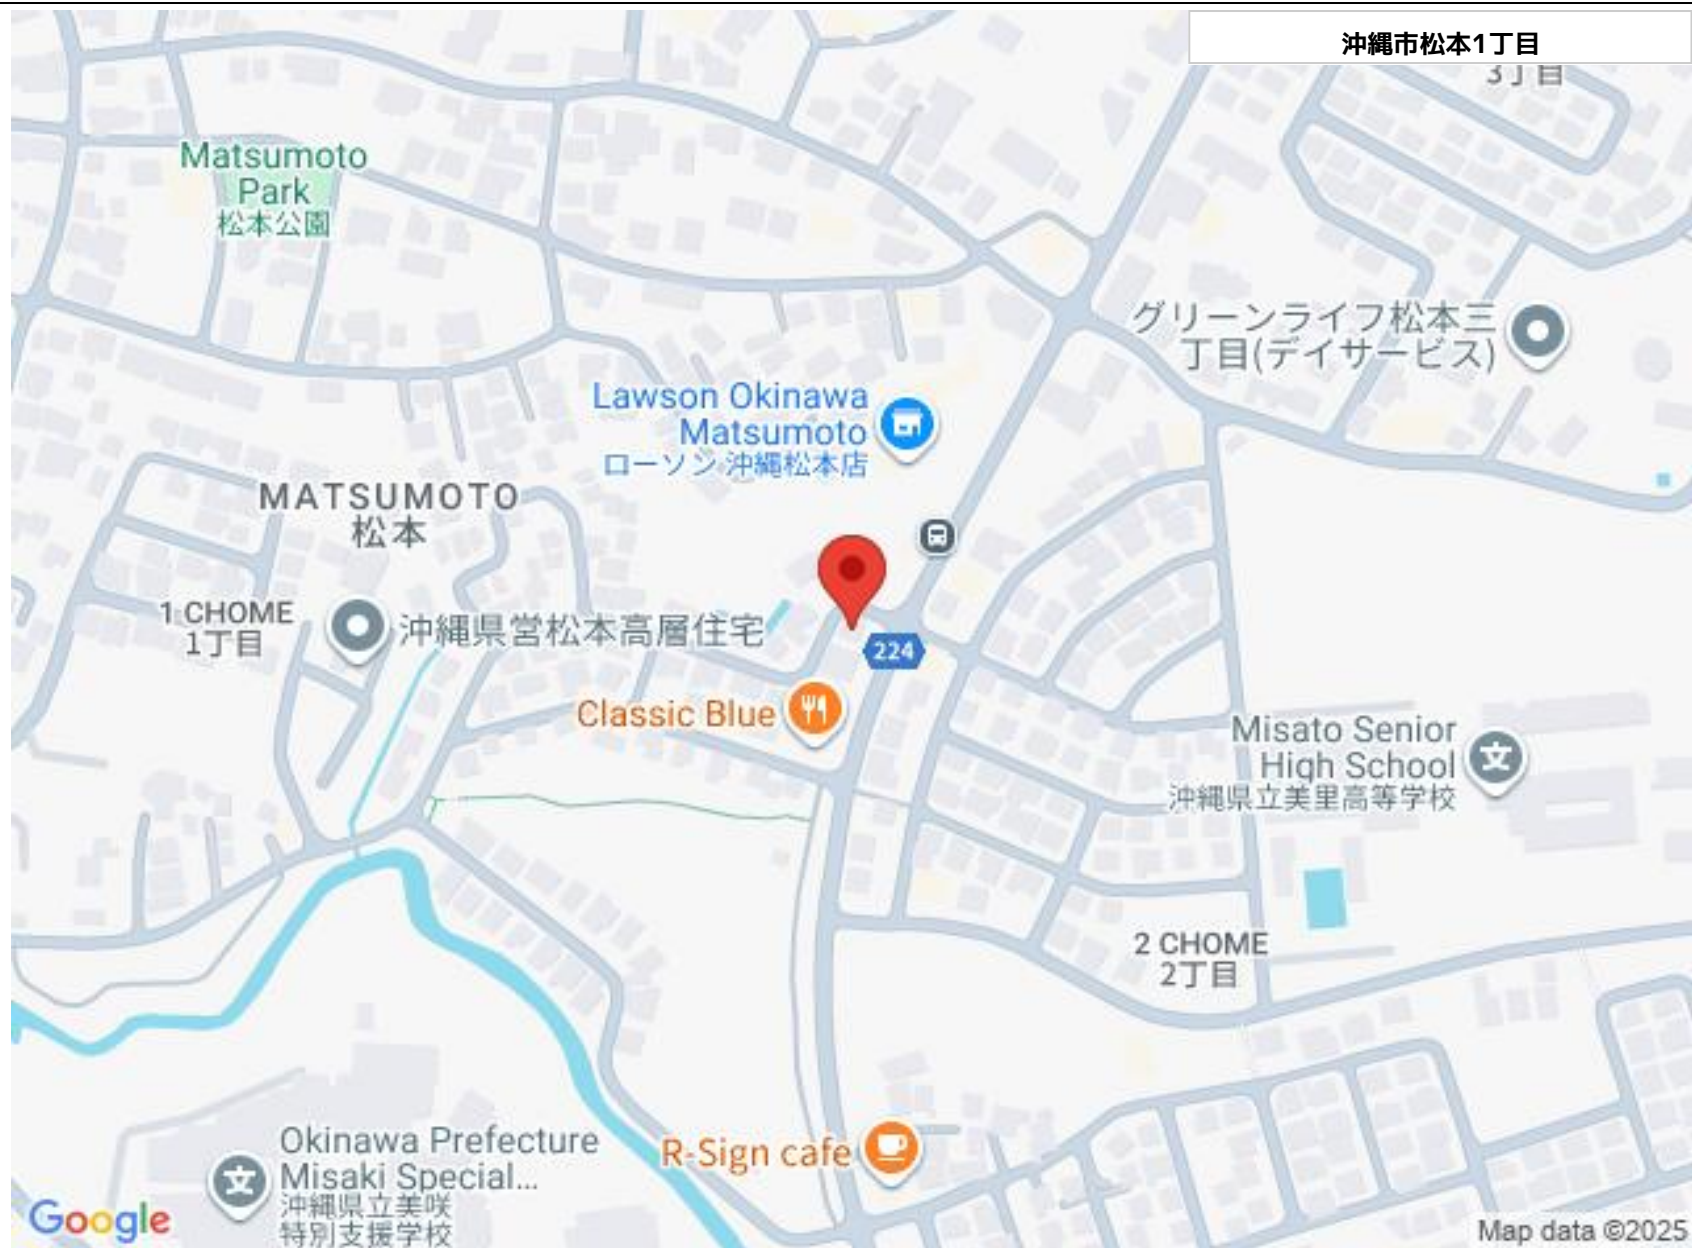 沖縄市松本1丁目
3丁目
Matsumoto
Park
松本公園
グリーンライフ松本三
丁目(デイサービス)
Lawson Okinawa
Matsumoto
ローソン 沖縄松本店
MATSUMOTO
松本
1 CHOME
1丁目
沖縄県営松本高層住宅
224
Classic Blue
Misato Senior
High School
沖縄県立美里高等学校
文
2 CHOME
2丁目
R-Sign cafe
Okinawa Prefecture
Misaki Special...
沖縄県立美咲
特別支援学校
文
Google
Map data ©2025